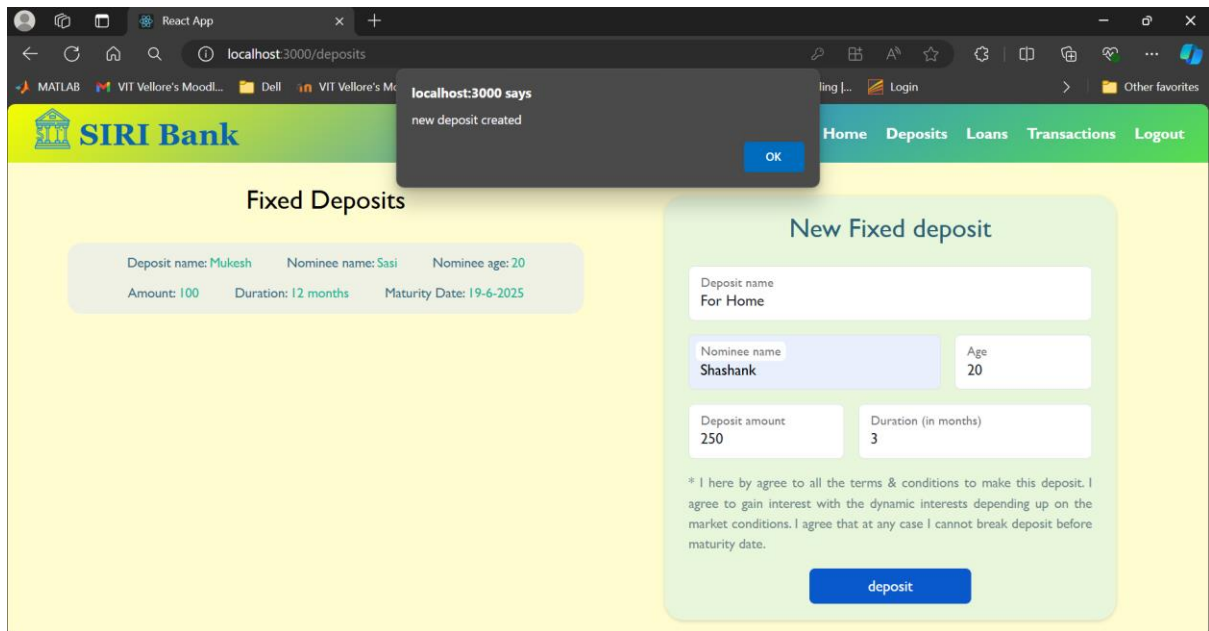 React App
localhost:3000/deposits
MATLAB VIT Vellore's Moodl... Dell VIT Vellore's Mo ling |... Login Other favorites
localhost:3000 says
new deposit created
OK
SIRI Bank
Home Deposits Loans Transactions Logout
Fixed Deposits
Deposit name: Mukesh Nominee name: Sasi Nominee age: 20
Amount: 100 Duration: 12 months Maturity Date: 19-6-2025
New Fixed deposit
Deposit name
For Home
Nominee name Age
Shashank 20
Deposit amount Duration (in months)
250 3
* I here by agree to all the terms & conditions to make this deposit. I
agree to gain interest with the dynamic interests depending up on the
market conditions. I agree that at any case I cannot break deposit before
maturity date.
deposit